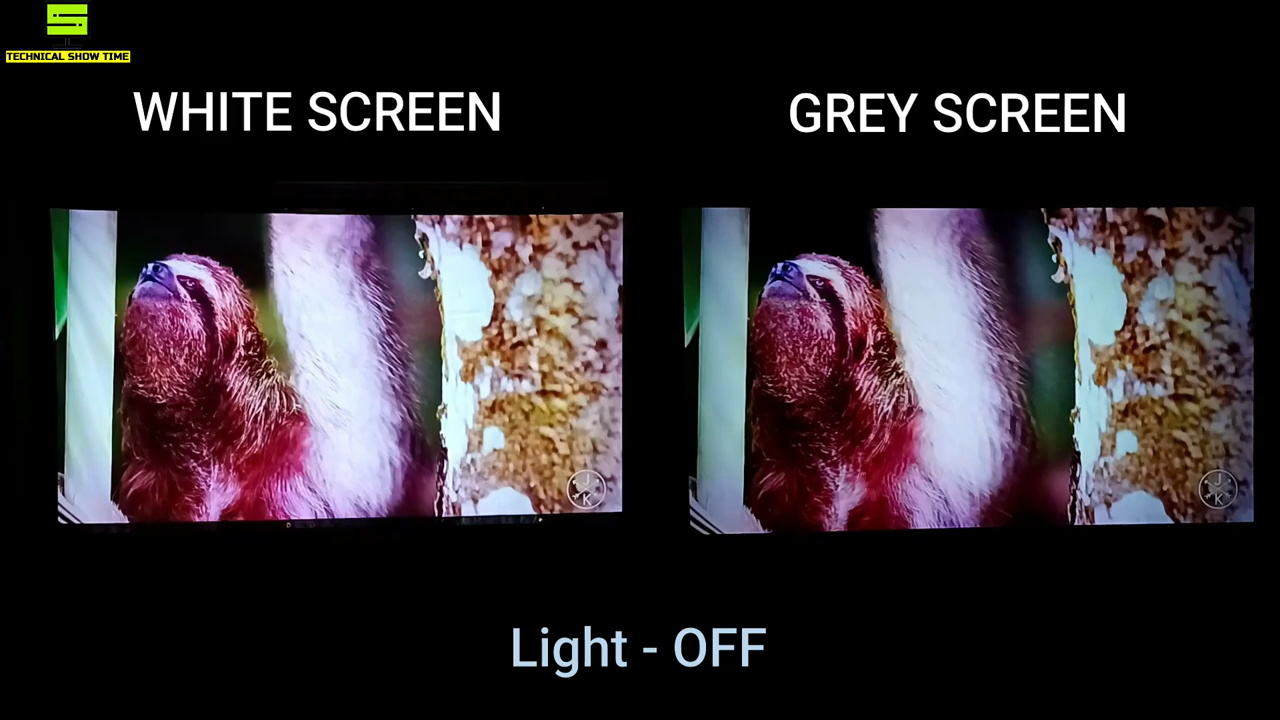 TECHNICAL SHOW TIME
WHITE SCREEN
GREY SCREEN
J
K
J
K
Light - OFF